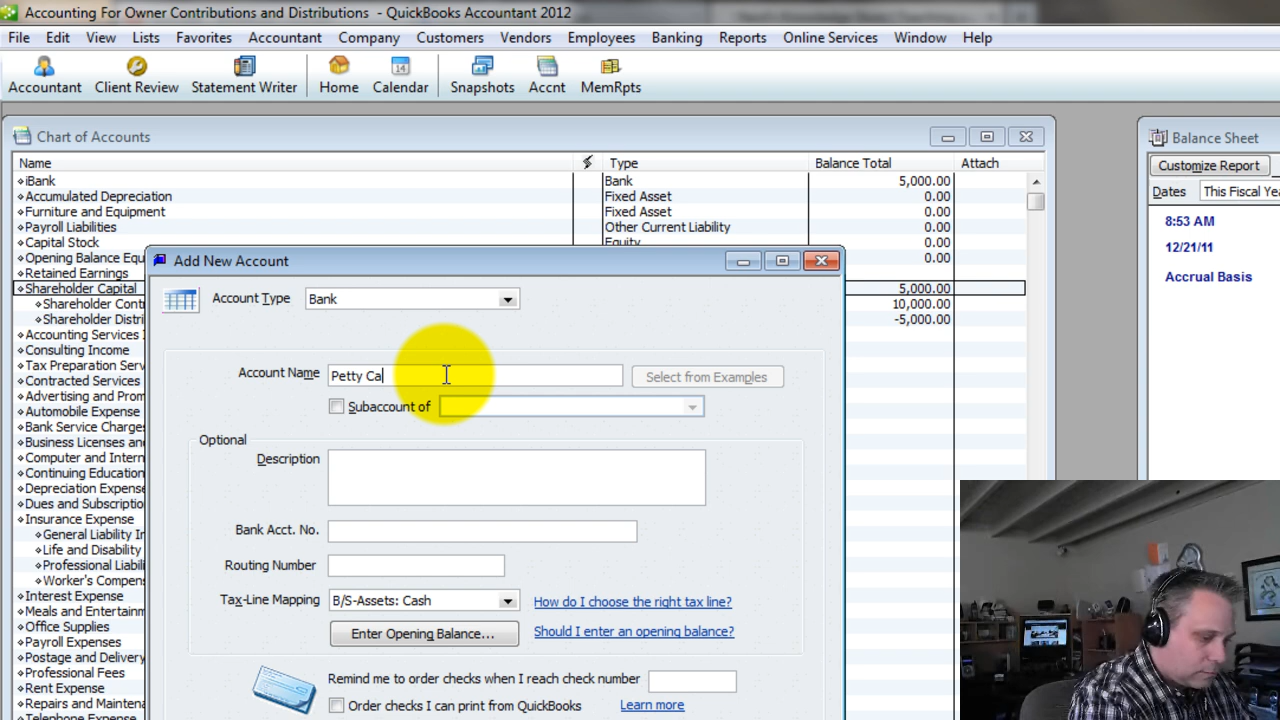 Accounting For Owner Contributions and Distributions - QuickBooks Accountant 2012
File Edit View Lists Favorites Accountant Company Customers Vendors Employees Banking Reports Online Services Window Help
14
Accountant Client Review Statement Writer Home Calendar Snapshots Accnt MemRpts
Chart of Accounts
Name Type Balance Total Attach
iBank Bank 5,000.00
Accumulated Depreciation Fixed Asset 0.00
Furniture and Equipment Fixed Asset 0.00
Payroll Liabilities Other Current Liability 0.00
Capital Stock Equity 0.00
Opening Balance Equ 0.00
Retained Earnings
Shareholder Capital 5,000.00
Shareholder Cont 10,000.00
Shareholder Distri -5,000.00
Accounting Services
Consulting Income
Tax Preparation Serv
Contracted Services
Advertising and Prom
Automobile Expense
Bank Service Charges
Business Licenses an
Computer and Intern
Continuing Education
Depreciation Expense
Dues and Subscriptio
Insurance Expense
General Liability In
Life and Disability
Professional Liabili
Worker's Compens
Interest Expense
Meals and Entertainm
Office Supplies
Payroll Expenses
Postage and Delivery
Professional Fees
Rent Expense
Repairs and Maintena
Telephone Expense
Add New Account
Account Type Bank
Account Name Petty Ca Select from Examples
Subaccount of
Optional
Description
Bank Acct. No.
Routing Number
Tax-Line Mapping B/S-Assets: Cash How do I choose the right tax line?
Enter Opening Balance... Should I enter an opening balance?
Remind me to order checks when I reach check number
Order checks I can print from QuickBooks Learn more
Balance Sheet
Customize Report
Dates This Fiscal Yea
8:53 AM
12/21/11
Accrual Basis